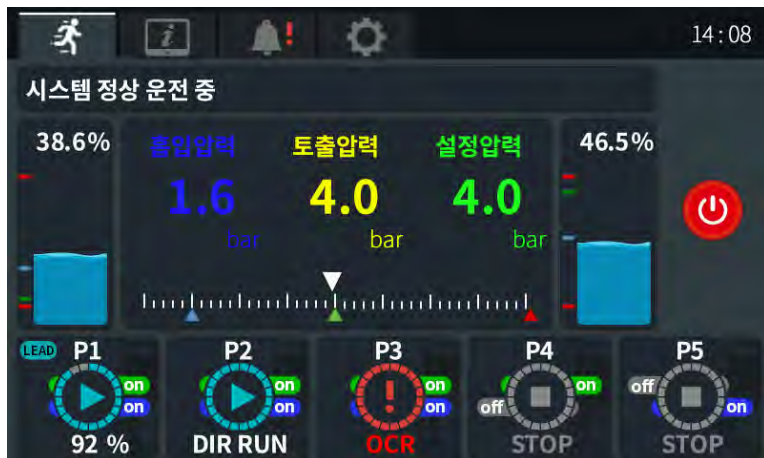 14:08
시스템 정상 운전 중
38.6%
흡입압력 토출압력 설정압력
1.6 4.0 4.0
bar bar bar
46.5%
LEAD P1 P2 P3 P4 P5
on on on on off
on on on off on
92 % DIR RUN OCR STOP STOP